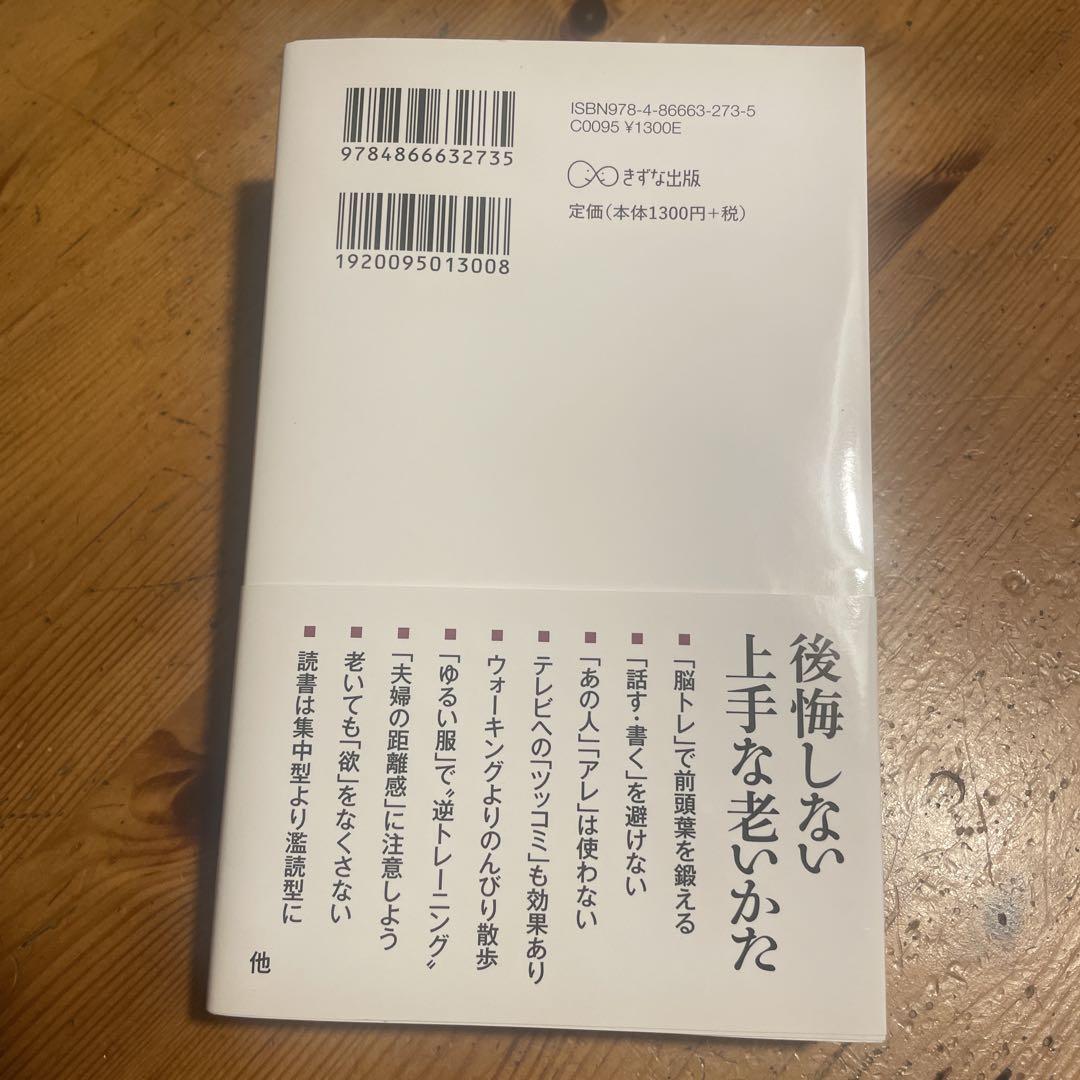 9784866632735
1920095013008
ISBN978-4-86663-273-5
C0095 ¥1300E
きずな出版
定価(本体1300円+税)
後悔しない
上手な老いかた
■「脳トレ」で前頭葉を鍛える
■「話す・書く」を避けない
■「あの人」「アレ」は使わない
■テレビへの「ツッコミ」も効果あり
■ウォーキングよりのんびり散歩
■「ゆるい服」で〝逆トレーニング〟
■「夫婦の距離感」に注意しよう
■老いても「欲」をなくさない
■読書は集中型より濫読型に
他